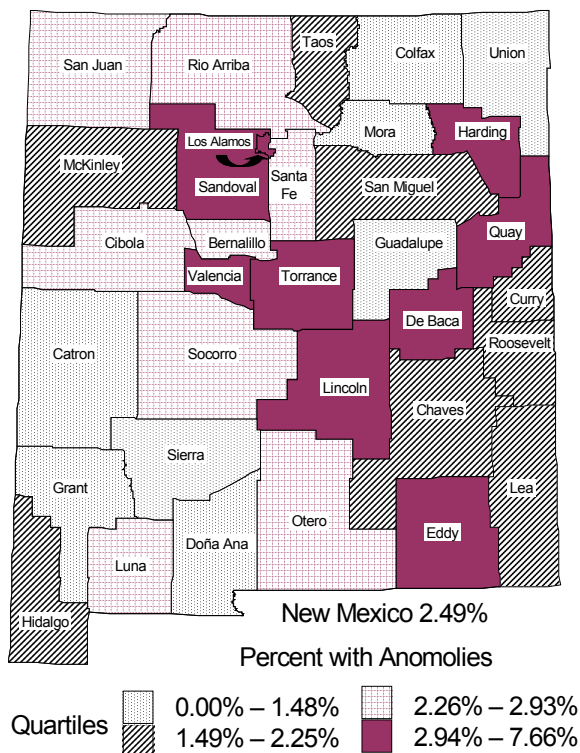 Taos
Colfax
Union
San Juan
Rio Arriba
Los Alamos
Mora
Harding
McKinley
Sandoval
Santa
Fe
San Miguel
Quay
Cibola
Bernalillo
Guadalupe
Valencia
Torrance
Curry
De Baca
Roosevelt
Catron
Socorro
Lincoln
Chaves
Sierra
Grant
Lea
Otero
Doña Ana
Eddy
Luna
Hidalgo
New Mexico 2.49%
Percent with Anomolies
Quartiles
0.00% – 1.48%
2.26% – 2.93%
1.49% – 2.25%
2.94% – 7.66%